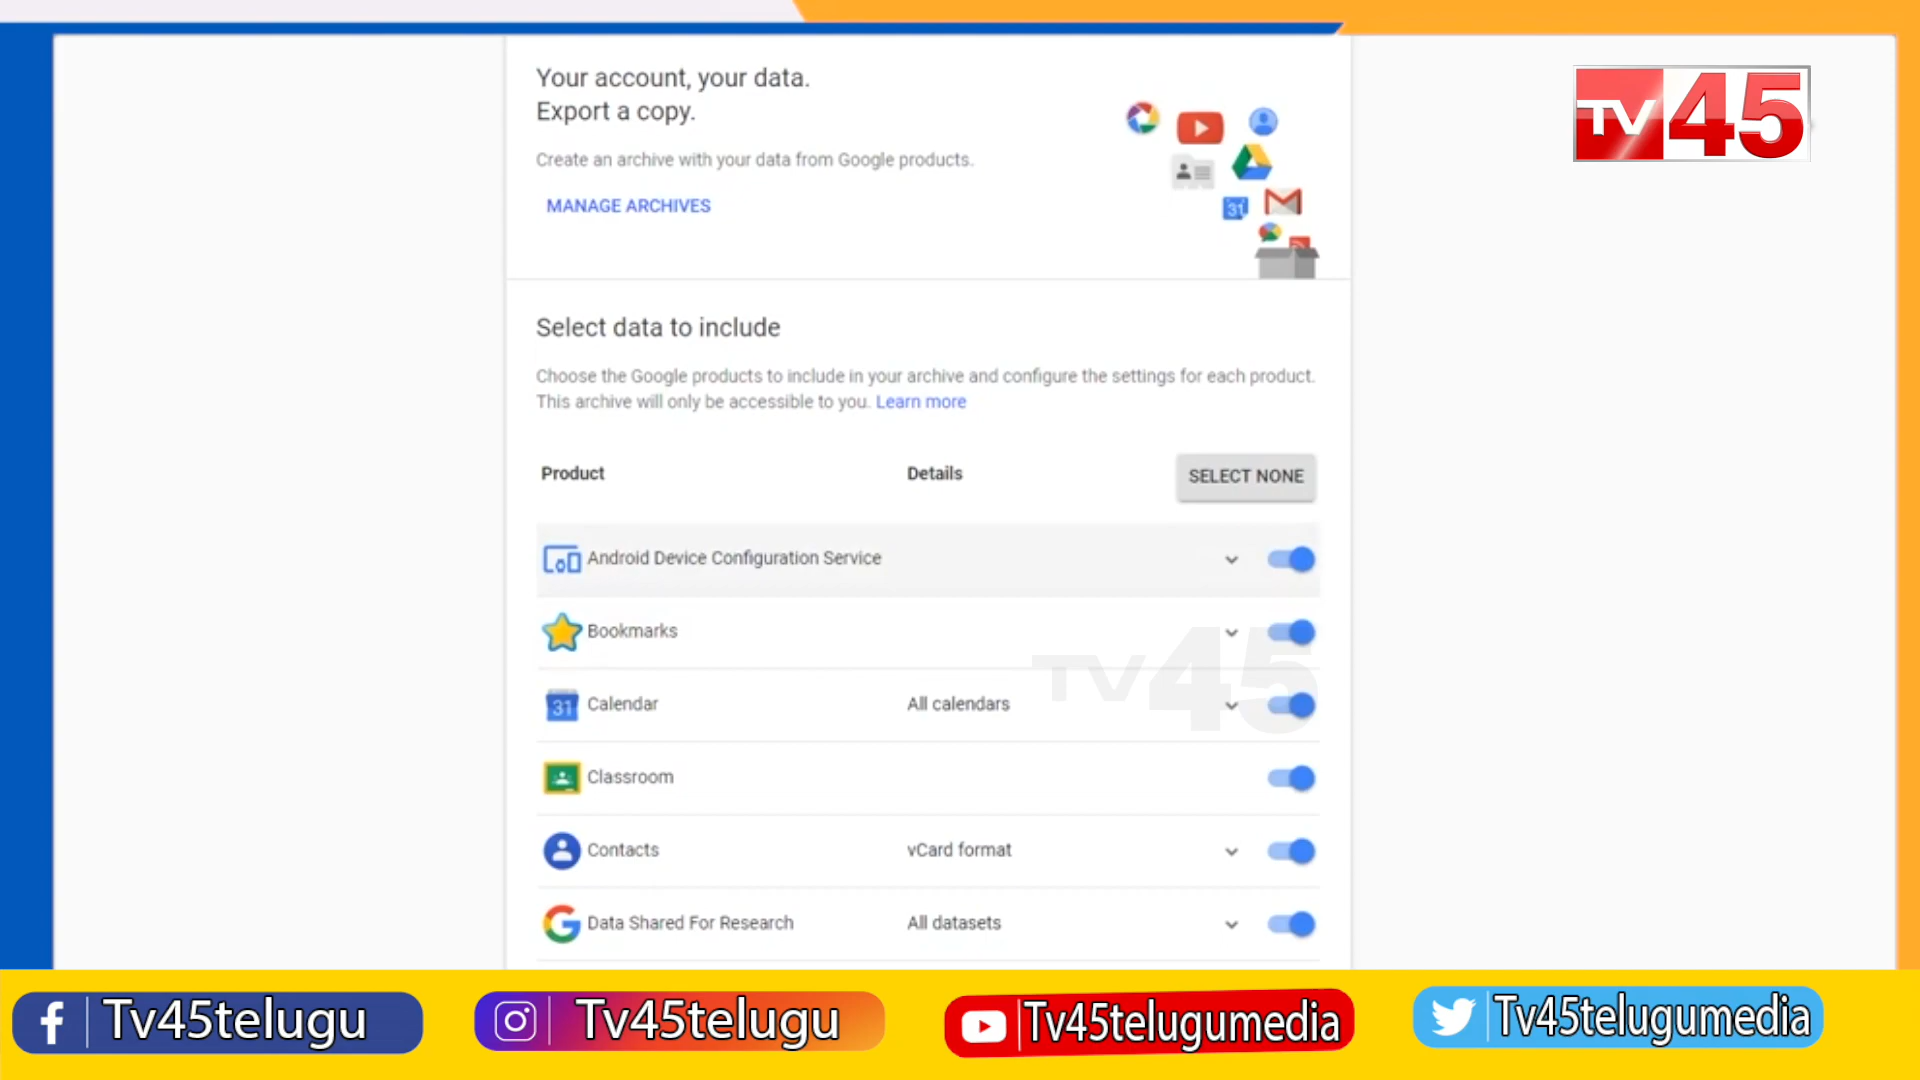 Your account, your data.
Export a copy.
Create an archive with your data from Google products.
MANAGE ARCHIVES
TV45
31
Select data to include
Choose the Google products to include in your archive and configure the settings for each product.
This archive will only be accessible to you. Learn more
Product Details SELECT NONE
Android Device Configuration Service
Bookmarks
TV45
31 Calendar All calendars
Classroom
Contacts vCard format
Data Shared For Research All datasets
Tv45telugu Tv45telugu Tv45telugumedia Tv45telugumedia